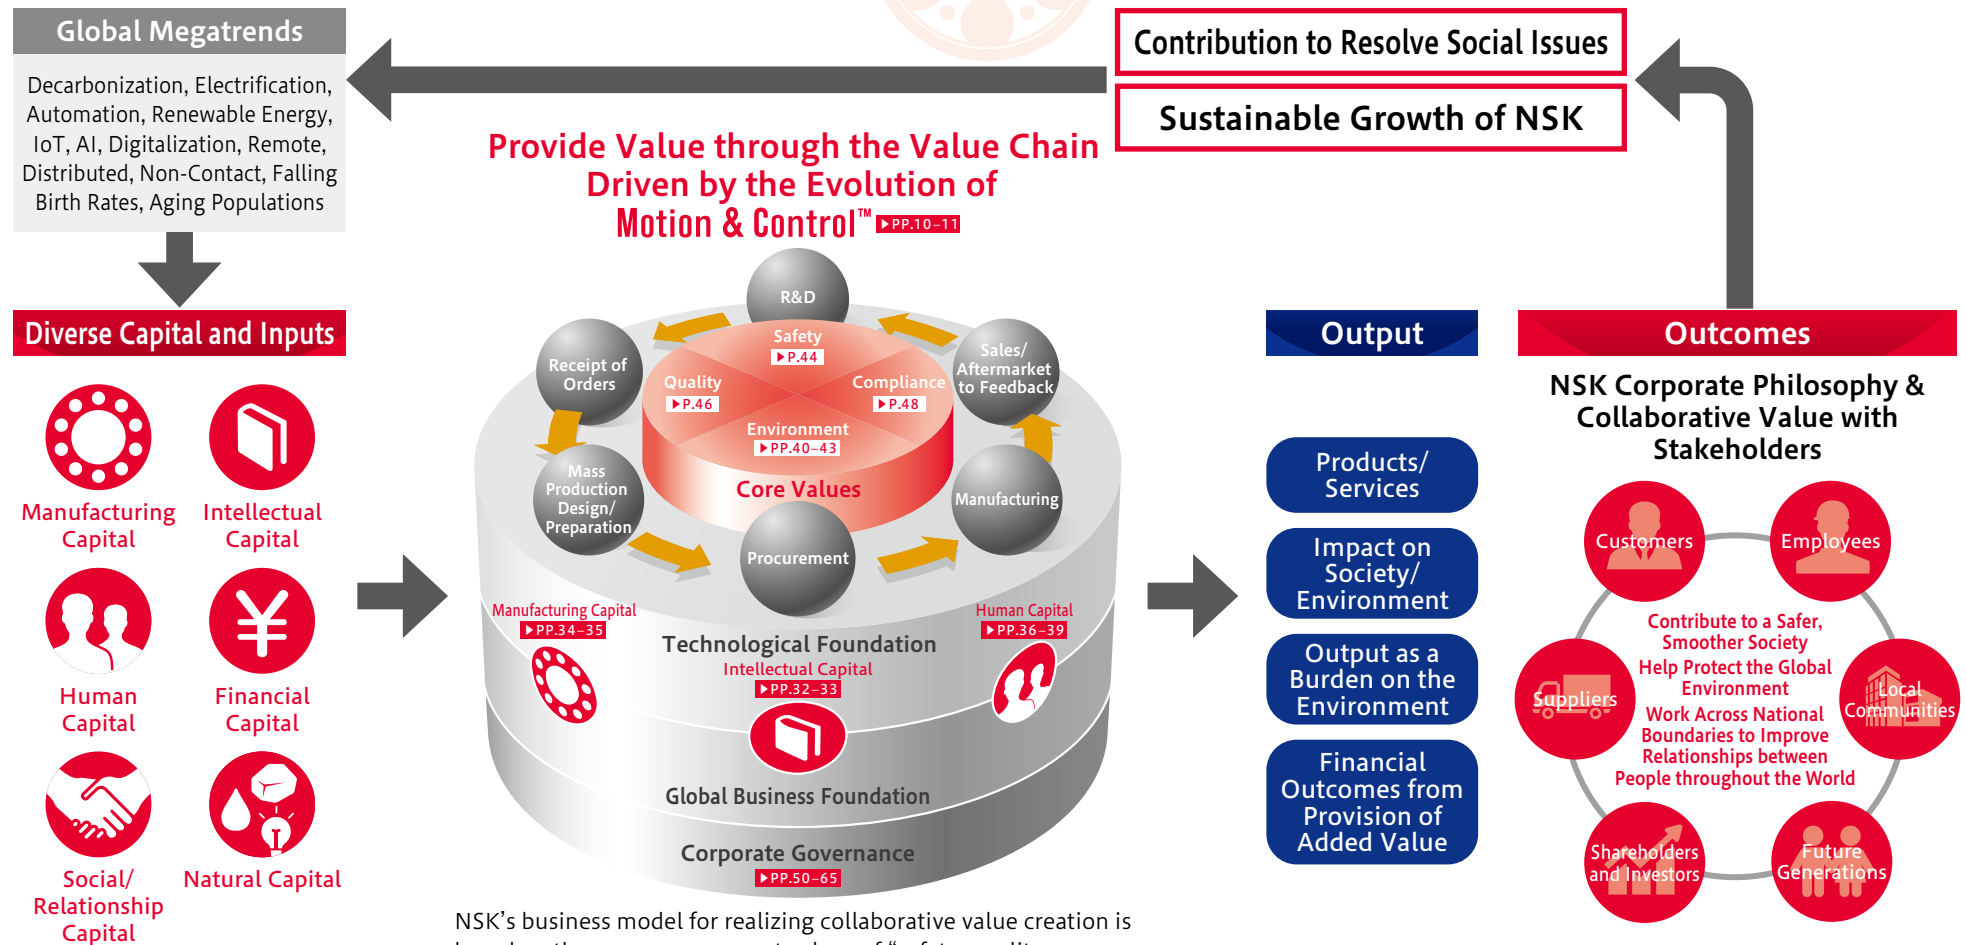 Global Megatrends
Decarbonization, Electrification,
Automation, Renewable Energy,
IoT, AI, Digitalization, Remote,
Distributed, Non-Contact, Falling
Birth Rates, Aging Populations
Contribution to Resolve Social Issues
Sustainable Growth of NSK
Diverse Capital and Inputs
Manufacturing
Capital
Intellectual
Capital
Human
Capital
Financial
Capital
Social/
Relationship
Capital
Natural Capital
Provide Value through the Value Chain
Driven by the Evolution of
Motion & Control™ ▶PP.10–11
R&D
Receipt of
Orders
Mass
Production
Design/
Preparation
Procurement
Manufacturing
Sales/
Aftermarket
to Feedback
Safety
▶P.44
Quality
▶P.46
Compliance
▶P.48
Environment
▶PP.40–43
Core Values
Manufacturing Capital
▶PP.34–35
Human Capital
▶PP.36–39
Technological Foundation
Intellectual Capital
▶PP.32–33
Global Business Foundation
Corporate Governance
▶PP.50–65
NSK’s business model for realizing collaborative value creation is
Output
Products/
Services
Impact on
Society/
Environment
Output as a
Burden on the
Environment
Financial
Outcomes from
Provision of
Added Value
Outcomes
NSK Corporate Philosophy &
Collaborative Value with
Stakeholders
Customers
Employees
Suppliers
Local
Communities
Shareholders
and Investors
Future
Generations
Contribute to a Safer,
Smoother Society
Help Protect the Global
Environment
Work Across National
Boundaries to Improve
Relationships between
People throughout the World